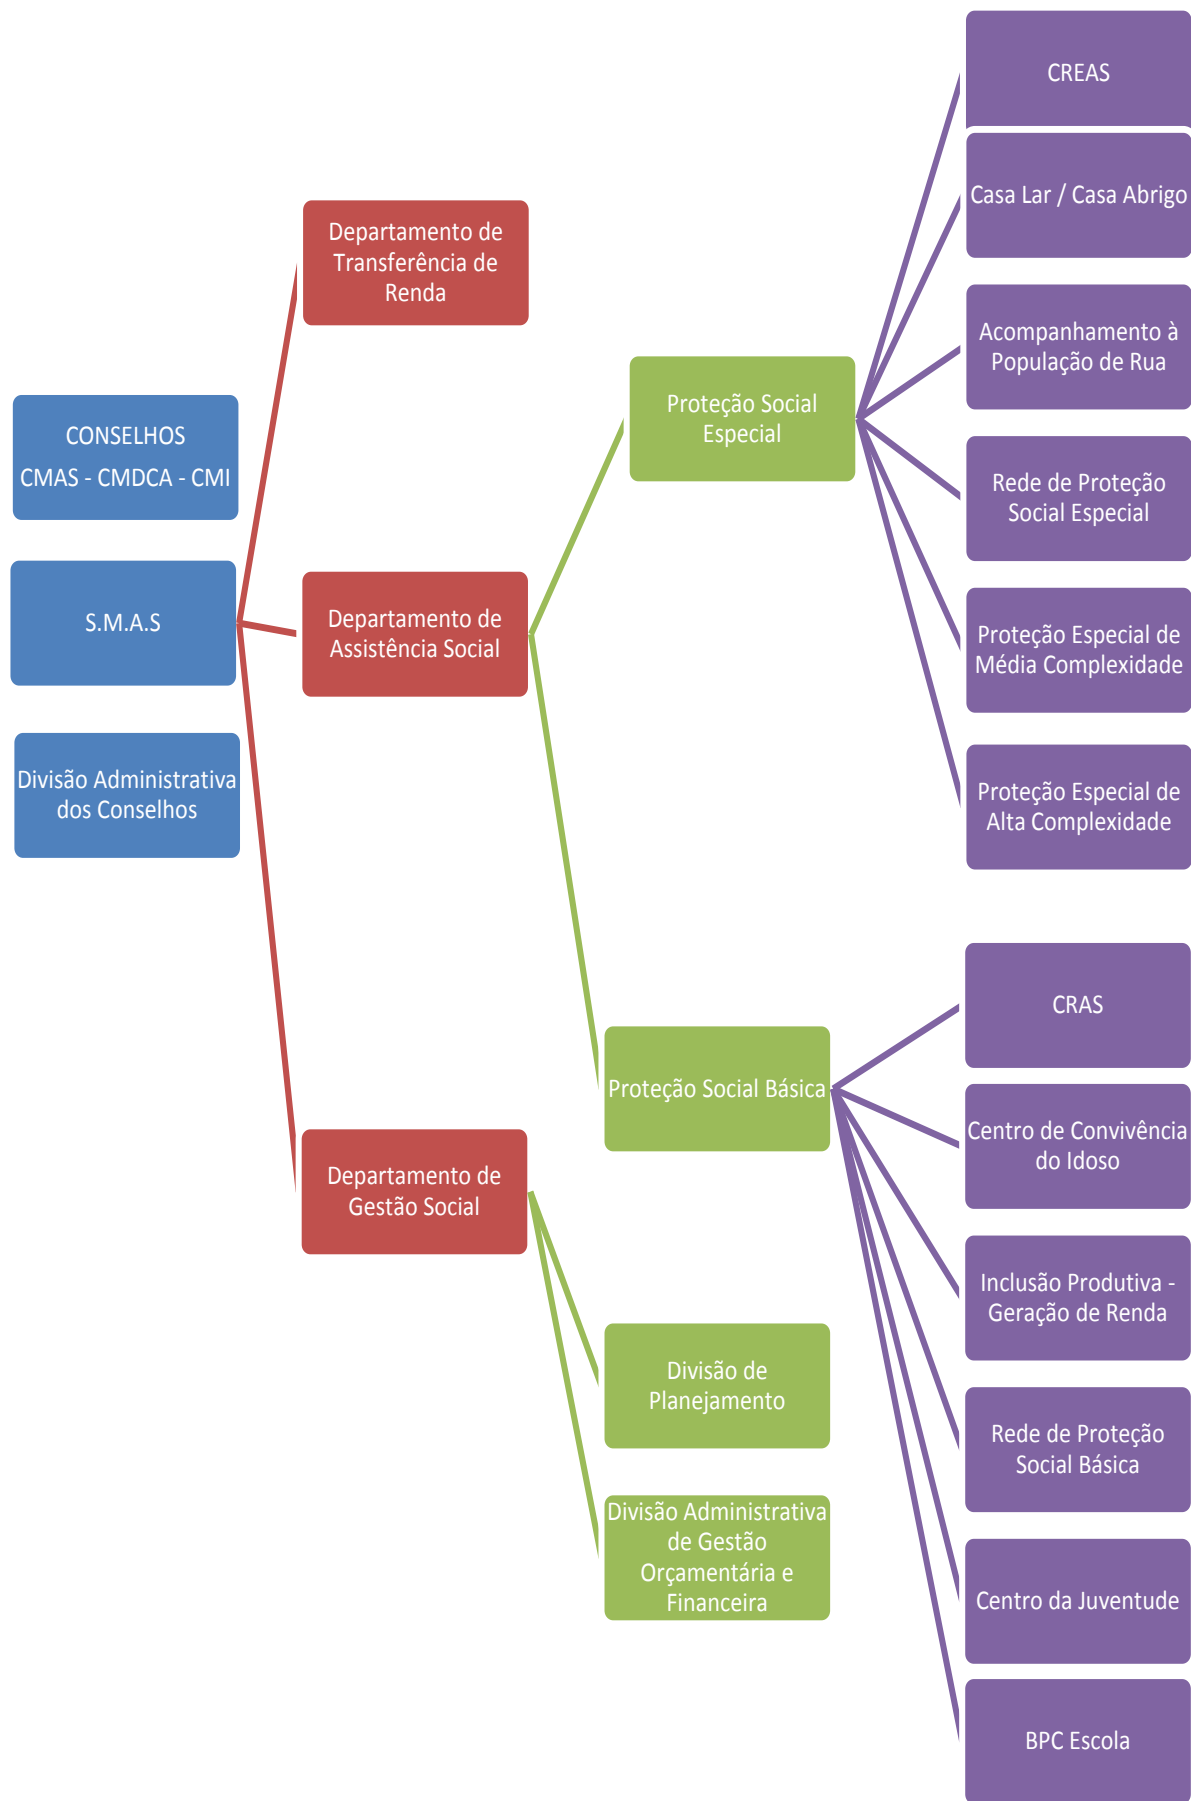 CONSELHOS
CMAS - CMDCA - CMI
S.M.A.S
Divisão Administrativa
dos Conselhos
Departamento de
Transferência de
Renda
Departamento de
Assistência Social
Departamento de
Gestão Social
Proteção Social
Especial
Proteção Social Básica
Divisão de
Planejamento
Divisão Administrativa
de Gestão
Orçamentária e
Financeira
CREAS
Casa Lar / Casa Abrigo
Acompanhamento à
População de Rua
Rede de Proteção
Social Especial
Proteção Especial de
Média Complexidade
Proteção Especial de
Alta Complexidade
CRAS
Centro de Convivência
do Idoso
Inclusão Produtiva -
Geração de Renda
Rede de Proteção
Social Básica
Centro da Juventude
BPC Escola